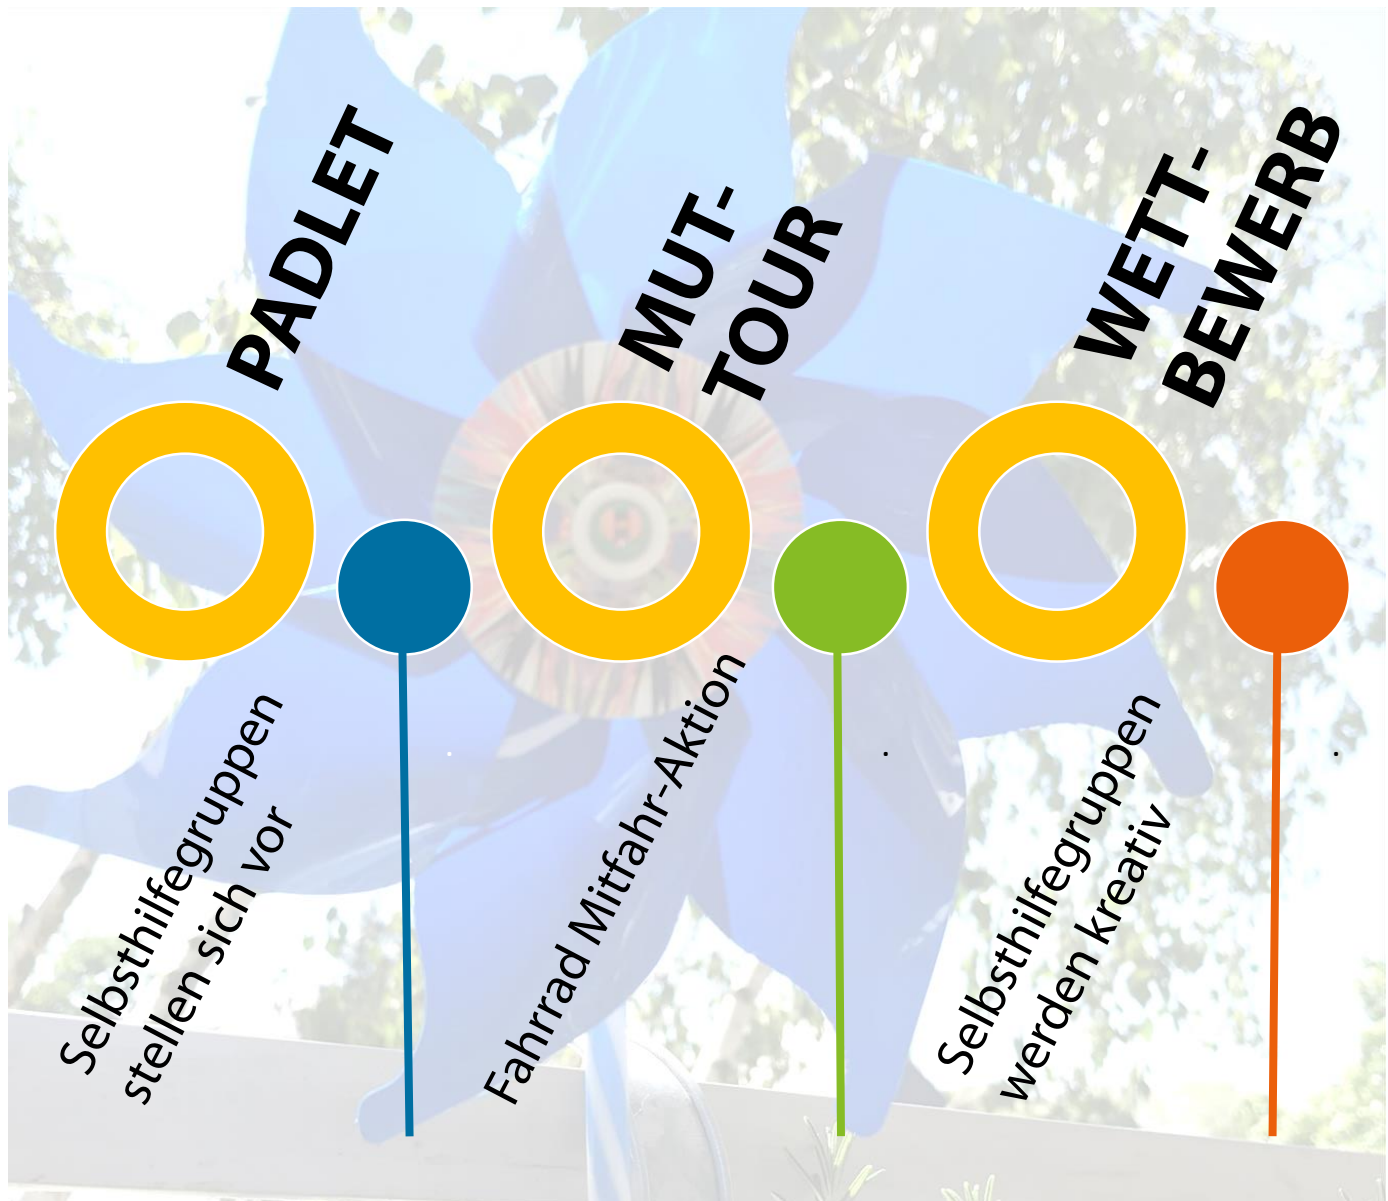 PADLET
Selbsthilfegruppen
stellen sich vor
MUT-
TOUR
Fahrrad Mitfahr-Aktion
WETT-
BEWERB
Selbsthilfegruppen
werden kreativ